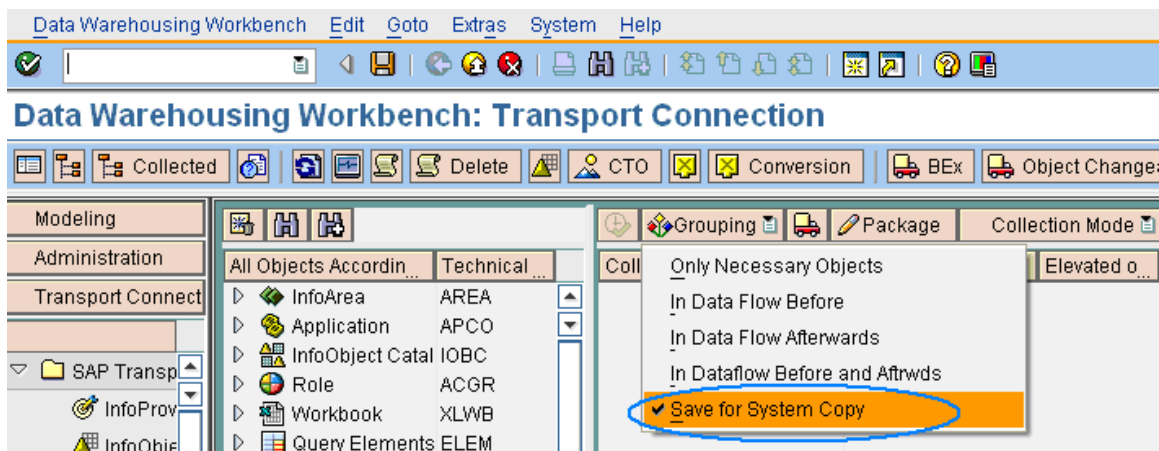 Data Warehousing Workbench Edit Goto Extras System Help
Data Warehousing Workbench: Transport Connection
Collected Delete CTO Conversion BEx Object Change
Modeling
Administration
Transport Connect
SAP Transp
InfoProv
InfoObje
All Objects Accordin... Technical ...
InfoArea AREA
Application APCO
InfoObject Catal IOBC
Role ACGR
Workbook XLWB
Query Elements ELEM
Grouping Package Collection Mode
Coll Elevated o...
Only Necessary Objects
In Data Flow Before
In Data Flow Afterwards
In Dataflow Before and Aftrwds
Save for System Copy